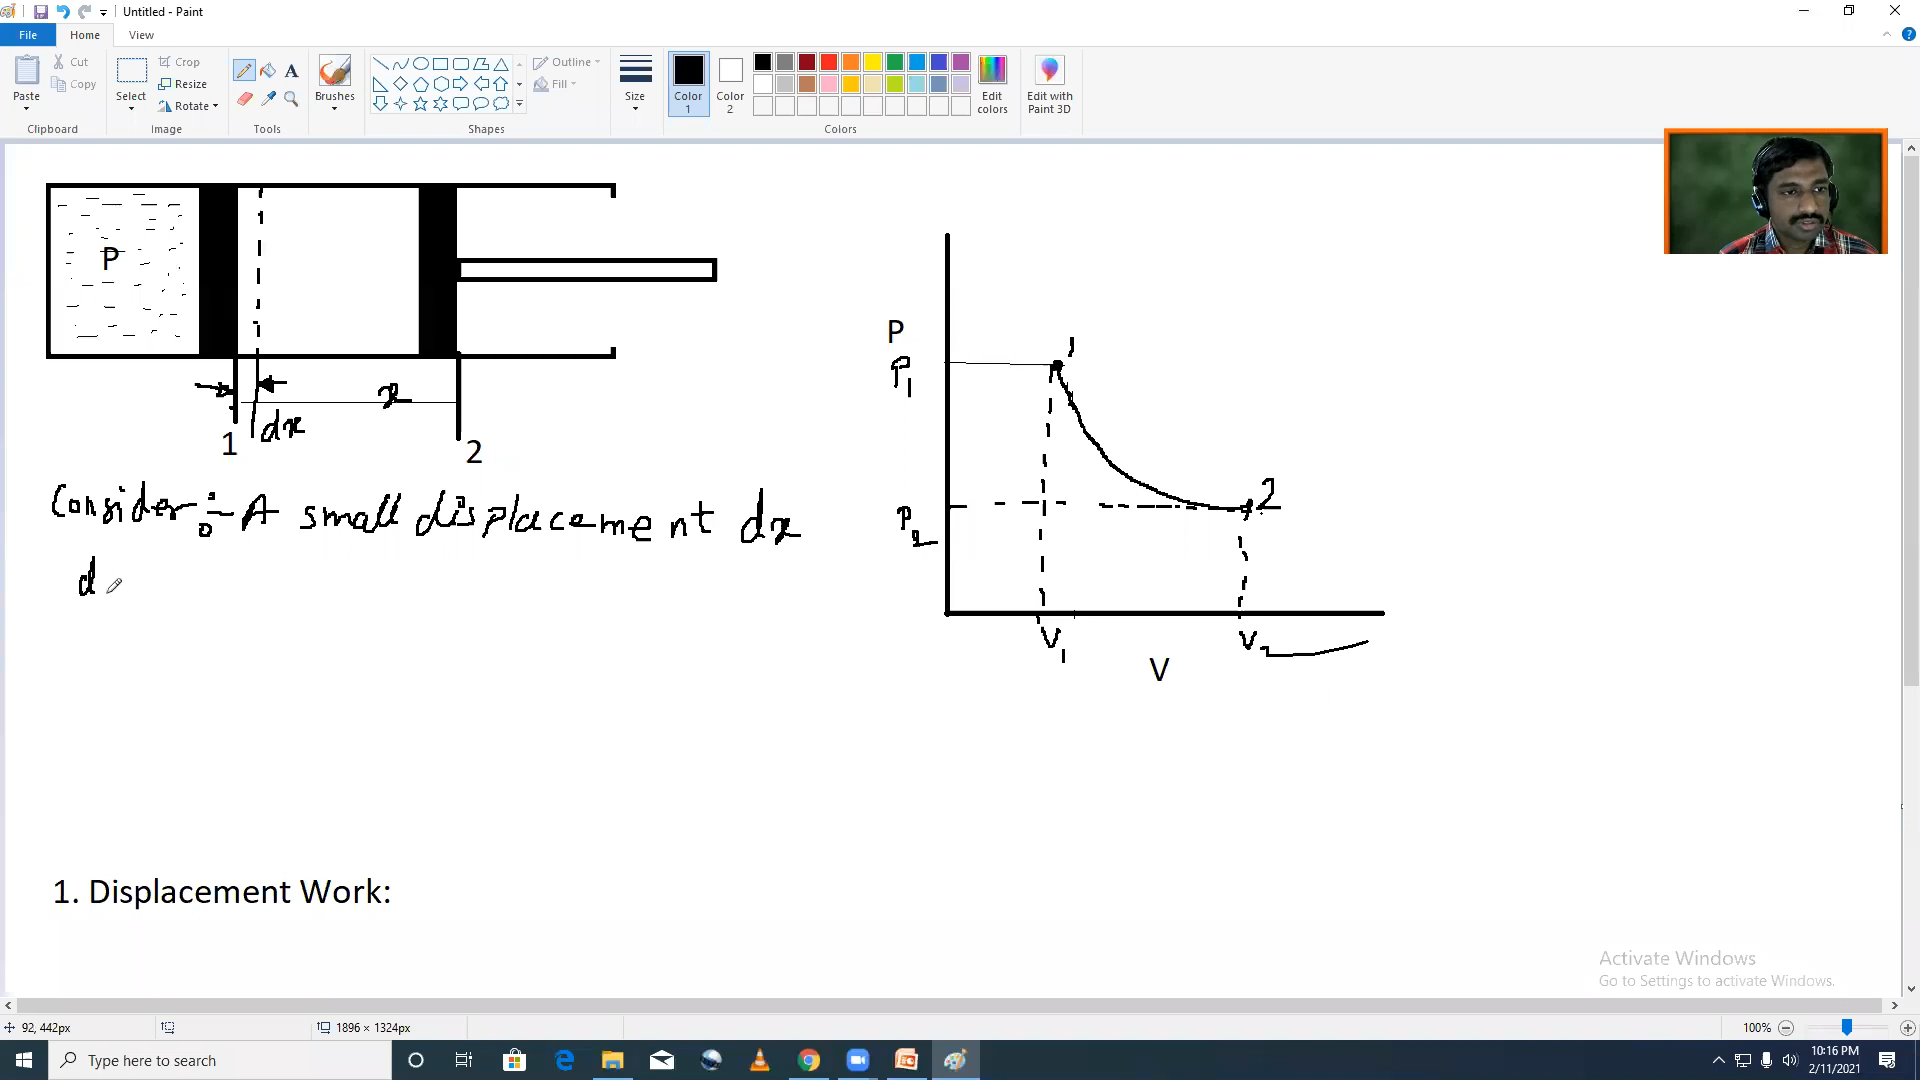 Untitled - Paint
File Home View
Paste Cut Copy Clipboard
Select Crop Resize Rotate Image
Tools
Brushes
Shapes
Outline Fill
Size
Color 1 Color 2 Colors
Edit colors
Edit with Paint 3D
P
x
dx
1
2
Consider:- A small displacement dx
d
P
P1
1
P2
2
V1
V2
V
1. Displacement Work:
Activate Windows
Go to Settings to activate Windows.
92, 442px
1896 × 1324px
100%
Type here to search
10:16 PM
2/11/2021